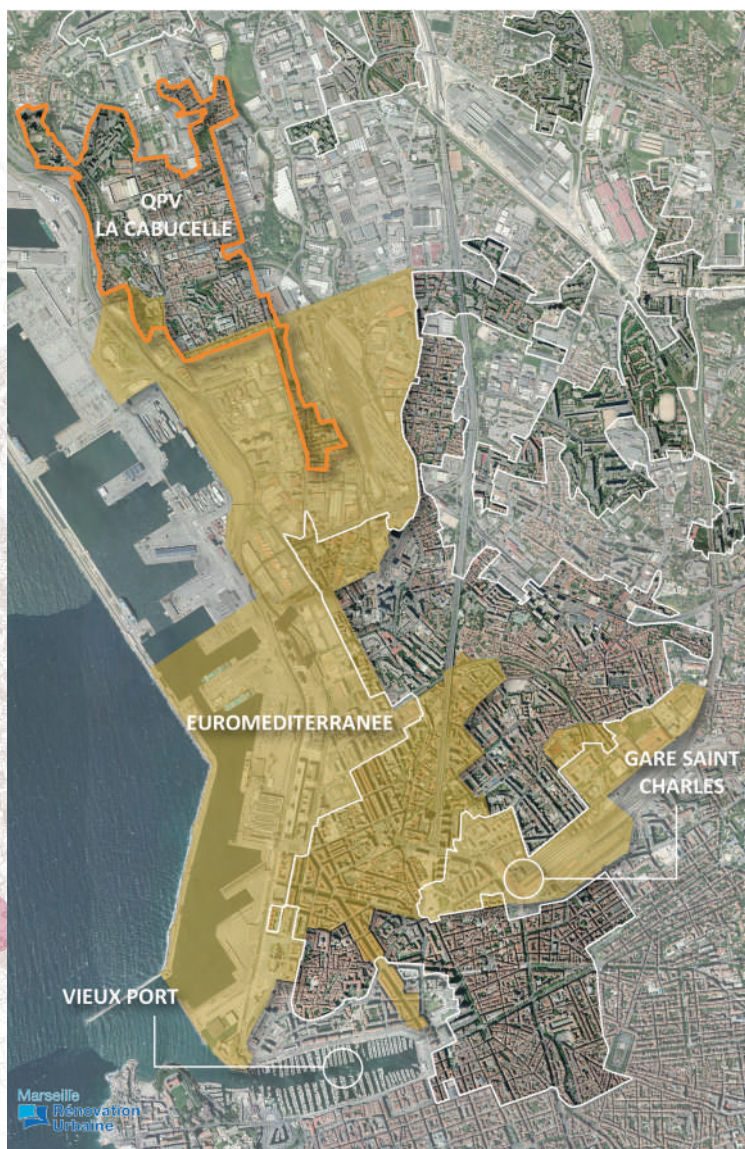 QPV
LA CABUCELLE
EUROMEDITERRANEE
GARE SAINT
CHARLES
VIEUX PORT
Marseille
Rénovation
Urbaine